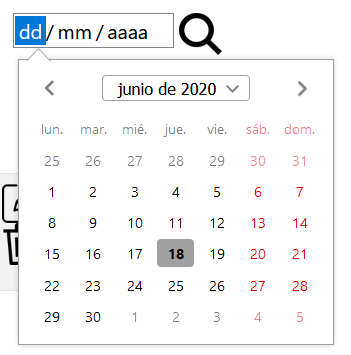 dd / mm / aaaa
junio de 2020
lun. mar. mié. jue. vie. sáb. dom.
25 26 27 28 29 30 31
1 2 3 4 5 6 7
8 9 10 11 12 13 14
15 16 17 18 19 20 21
22 23 24 25 26 27 28
29 30 1 2 3 4 5